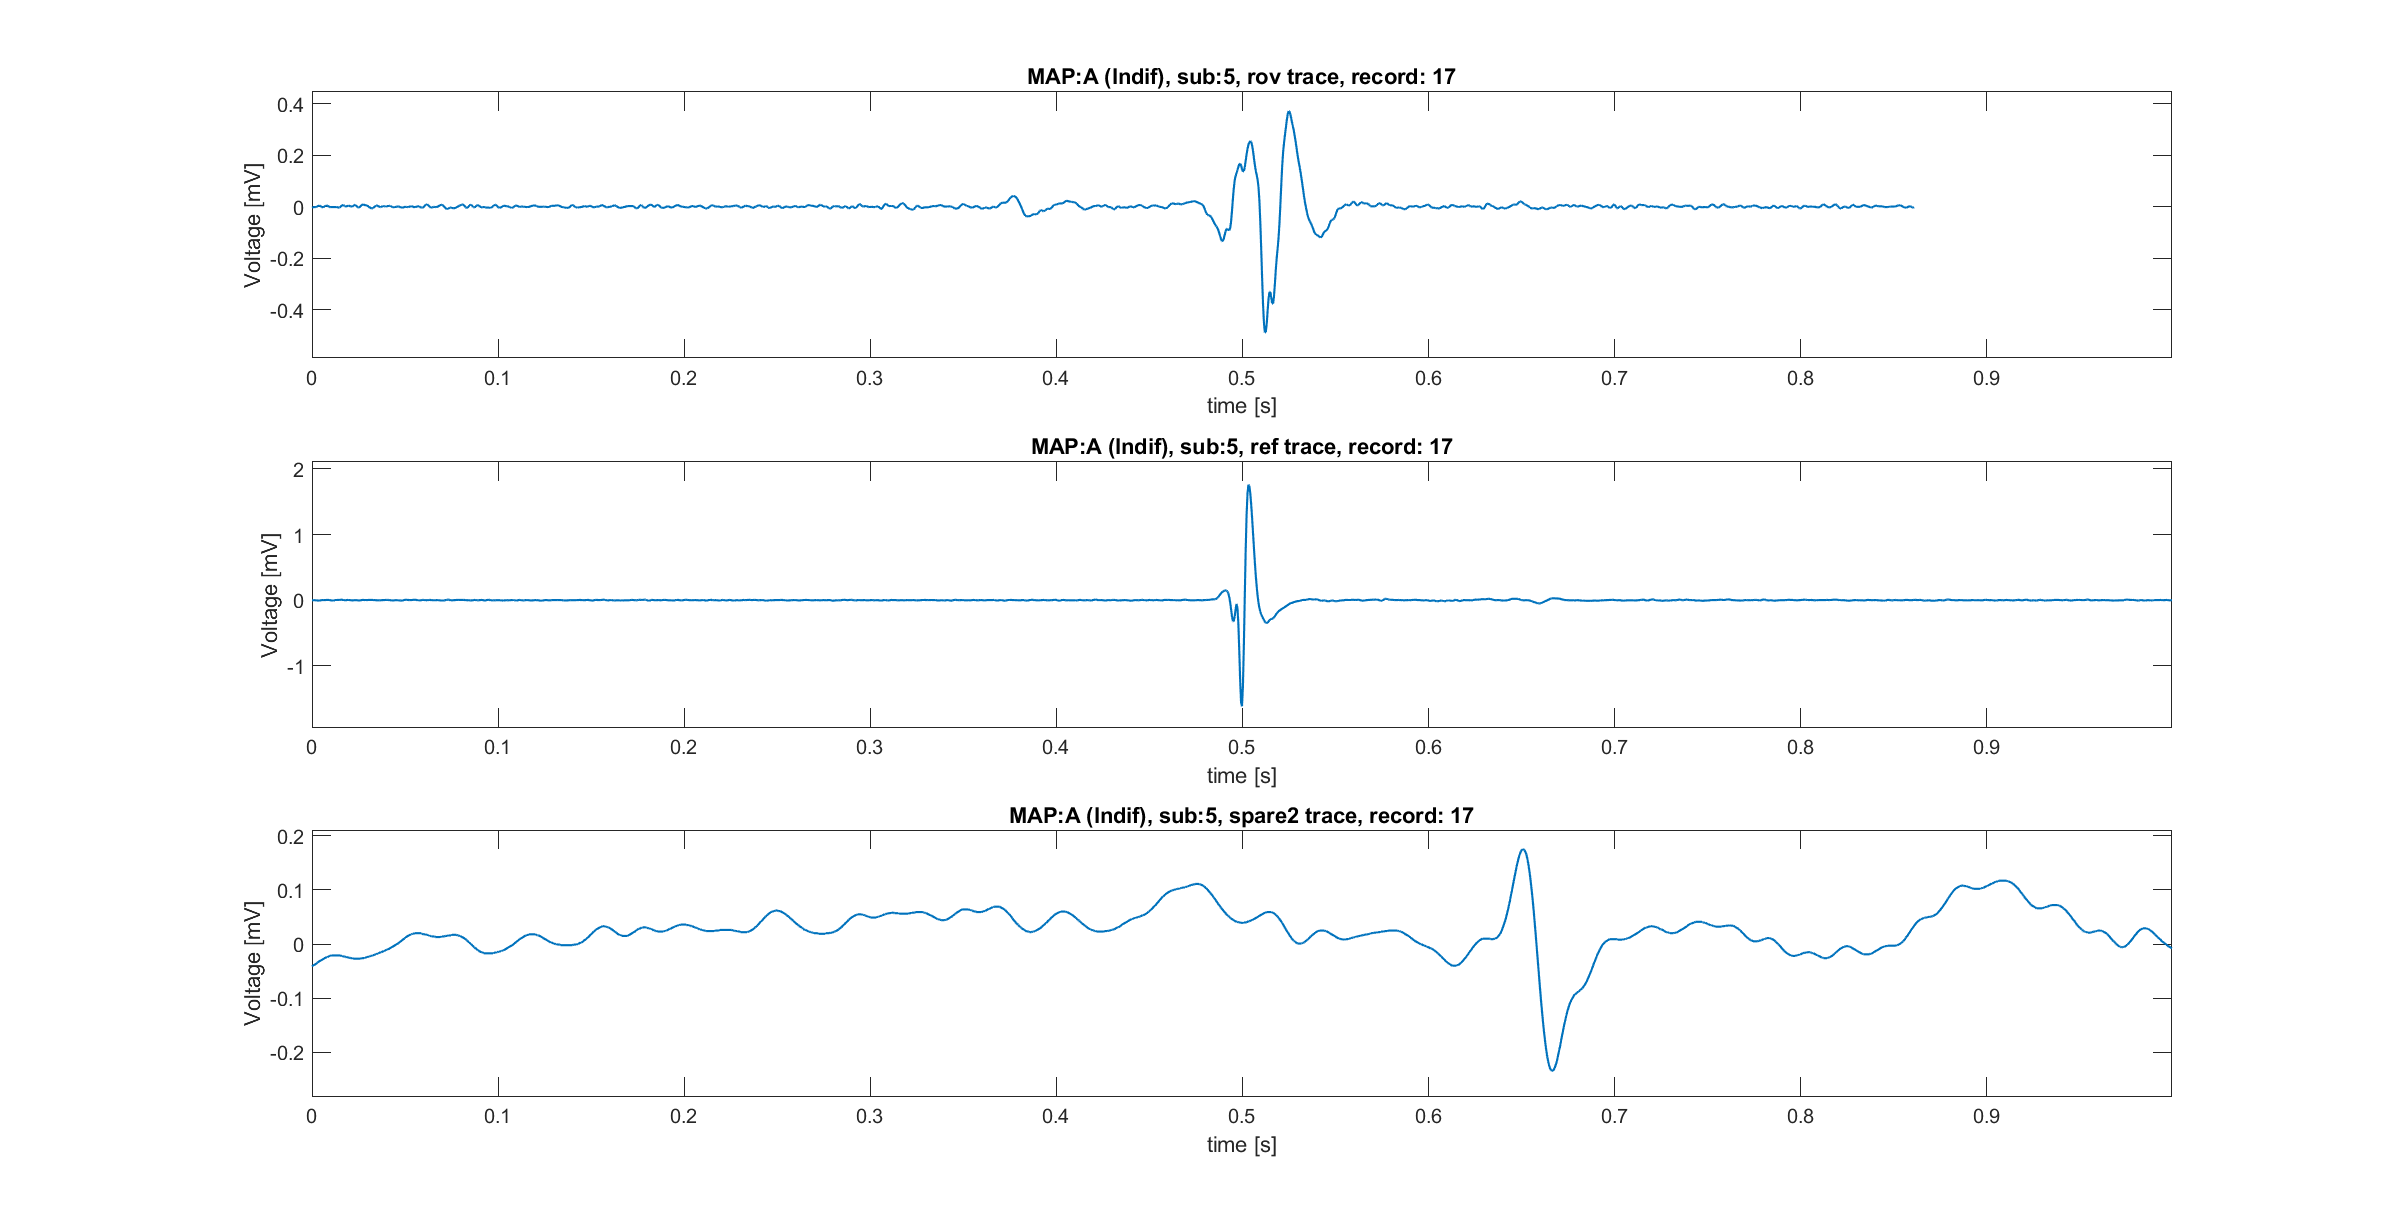 MAP:A (Indif), sub:5, rov trace, record: 17
0.4
0.2
0
-0.2
-0.4
Voltage [mV]
0 0.1 0.2 0.3 0.4 0.5 0.6 0.7 0.8 0.9
time [s]
MAP:A (Indif), sub:5, ref trace, record: 17
2
1
0
-1
Voltage [mV]
0 0.1 0.2 0.3 0.4 0.5 0.6 0.7 0.8 0.9
time [s]
MAP:A (Indif), sub:5, spare2 trace, record: 17
0.2
0.1
0
-0.1
-0.2
Voltage [mV]
0 0.1 0.2 0.3 0.4 0.5 0.6 0.7 0.8 0.9
time [s]